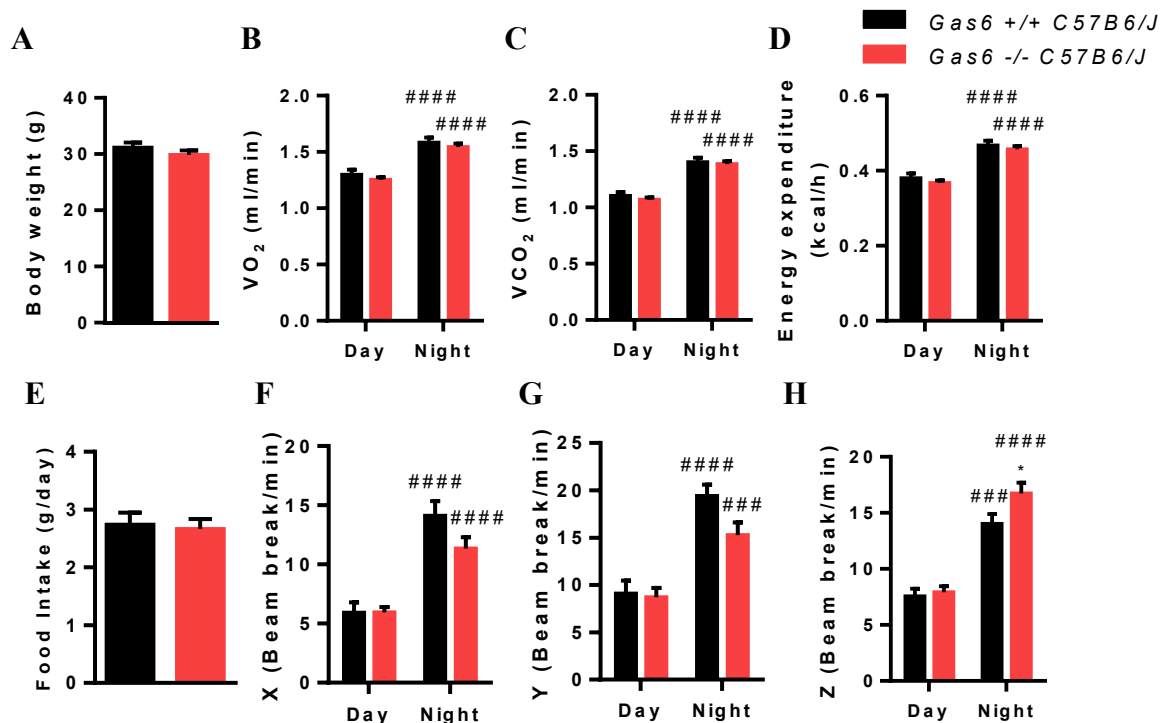 Gas6 +/+ C57B6/J
Gas6 -/- C57B6/J
A
Body weight (g)
40
30
20
10
0
B
VO2 (ml/min)
2.0
1.5
1.0
0.5
0.0
####
####
Day Night
C
VCO2 (ml/min)
2.0
1.5
1.0
0.5
0.0
####
####
Day Night
D
Energy expenditure
(kcal/h)
0.6
0.4
0.2
0.0
####
####
Day Night
E
Food Intake (g/day)
4
3
2
1
0
F
X (Beam break/min)
20
15
10
5
0
####
####
Day Night
G
Y (Beam break/min)
25
20
15
10
5
0
####
###
Day Night
H
Z (Beam break/min)
20
15
10
5
0
####
*
###
Day Night